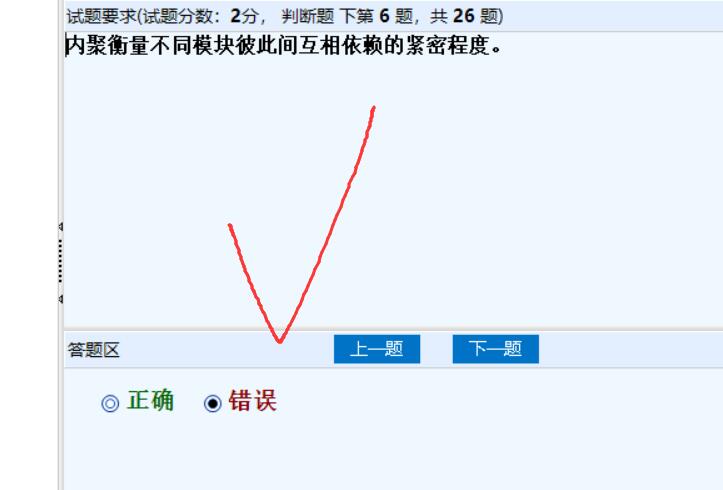 试题要求(试题分数：2分， 判断题 下第 6 题，共 26 题)
内聚衡量不同模块彼此间互相依赖的紧密程度。
答题区
上一题 下一题
正确 错误